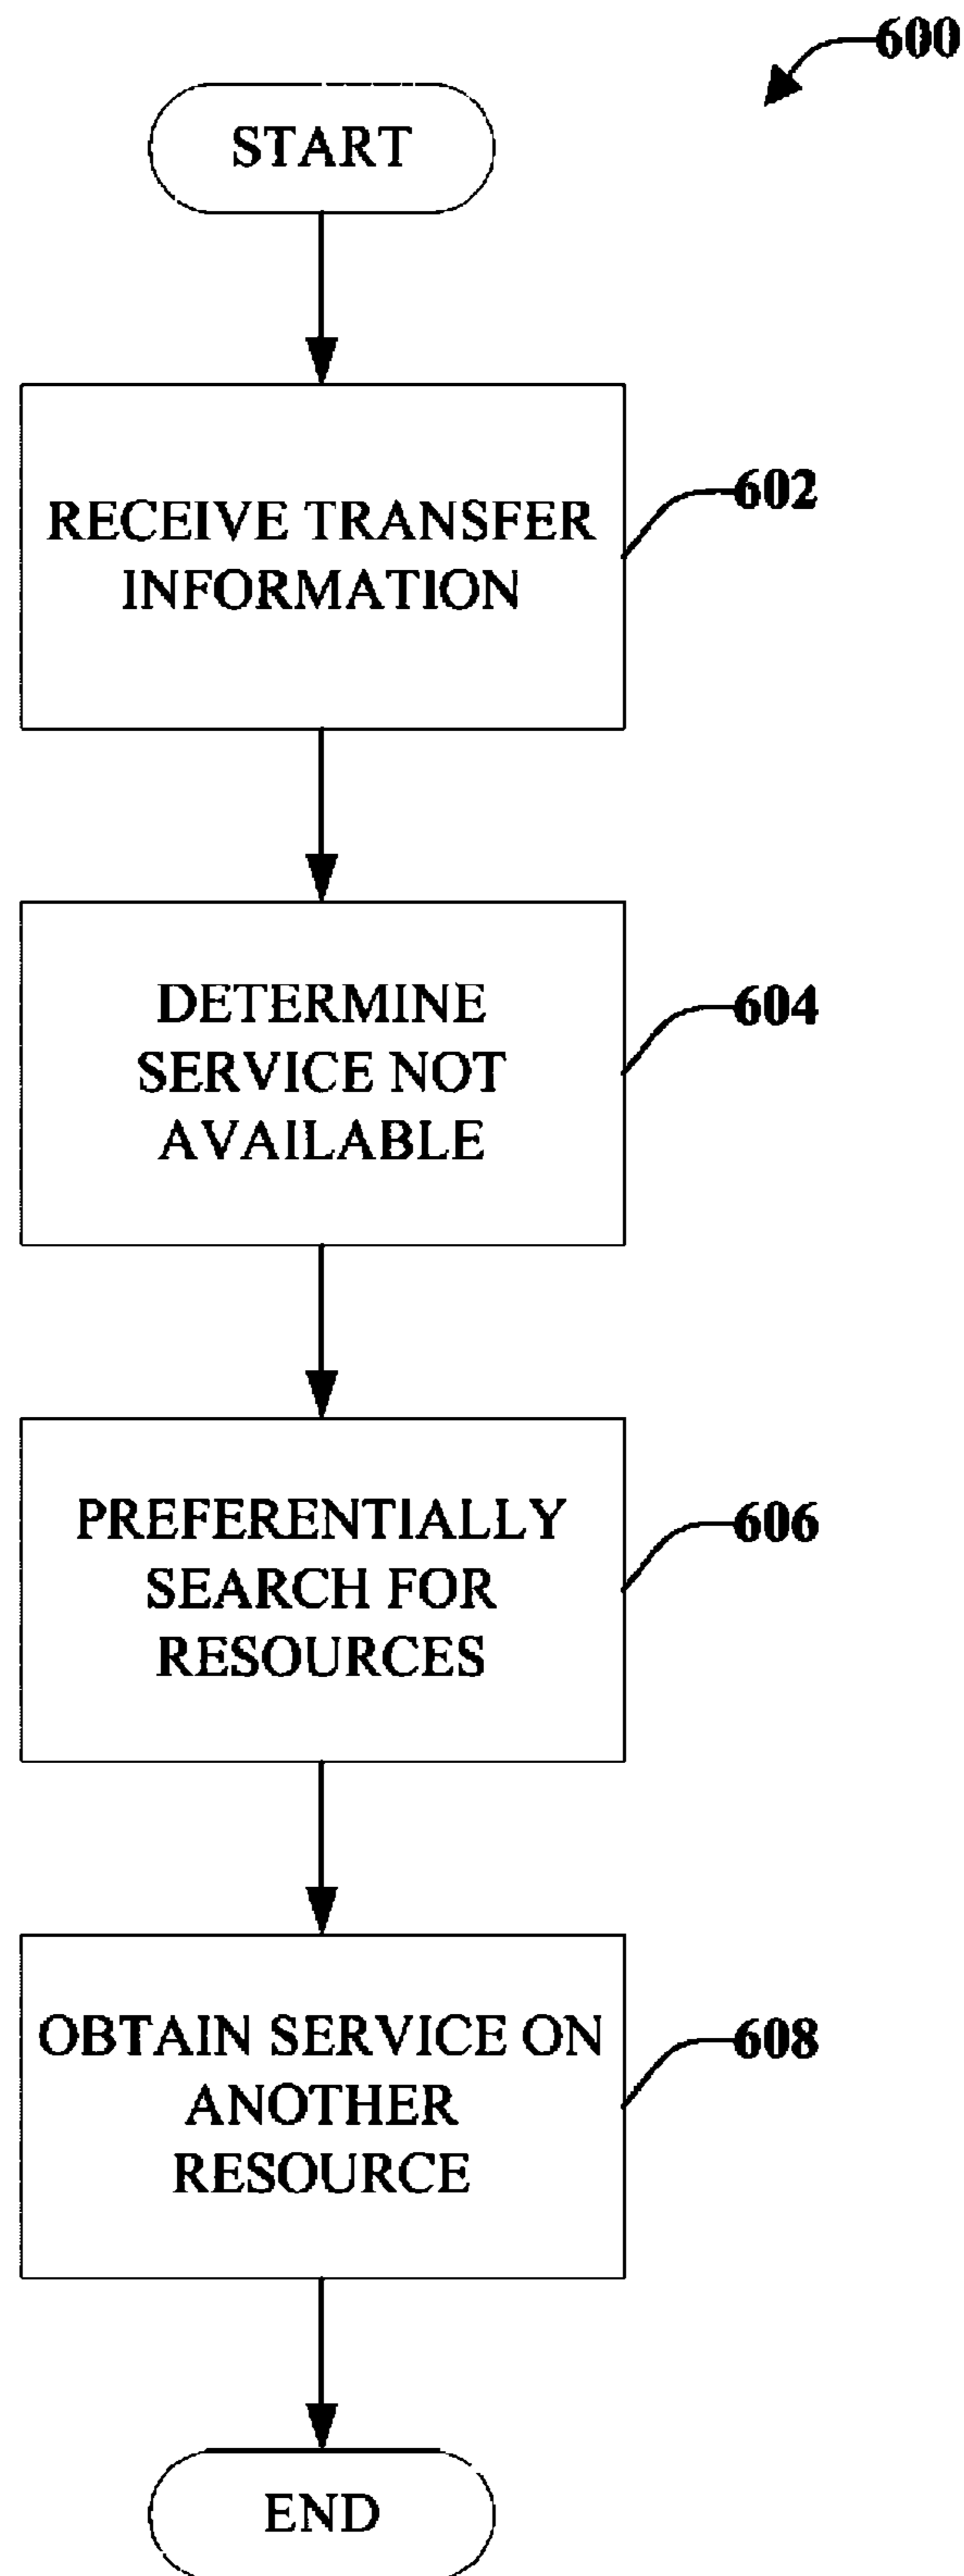 600
START
RECEIVE TRANSFER
INFORMATION
602
DETERMINE
SERVICE NOT
AVAILABLE
604
PREFERENTIALLY
SEARCH FOR
RESOURCES
606
OBTAIN SERVICE ON
ANOTHER
RESOURCE
608
END